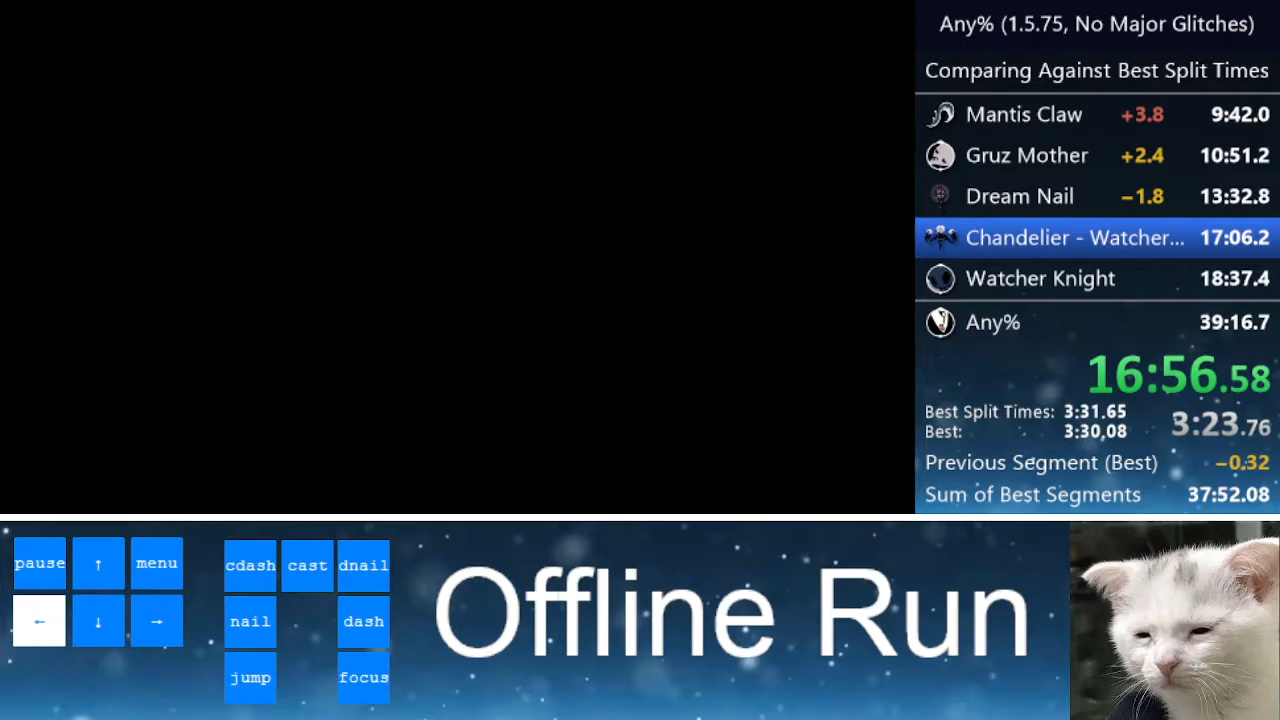 Any% (1.5.75, No Major Glitches)
Comparing Against Best Split Times
Mantis Claw +3.8 9:42.0
Gruz Mother +2.4 10:51.2
Dream Nail −1.8 13:32.8
Chandelier - Watcher... 17:06.2
Watcher Knight 18:37.4
Any% 39:16.7
16:56.58
Best Split Times: 3:31.65
Best: 3:30.08
3:23.76
Previous Segment (Best) −0.32
Sum of Best Segments 37:52.08
pause ↑ menu
← ↓ →
cdash cast dnail
nail dash
jump focus
Offline Run